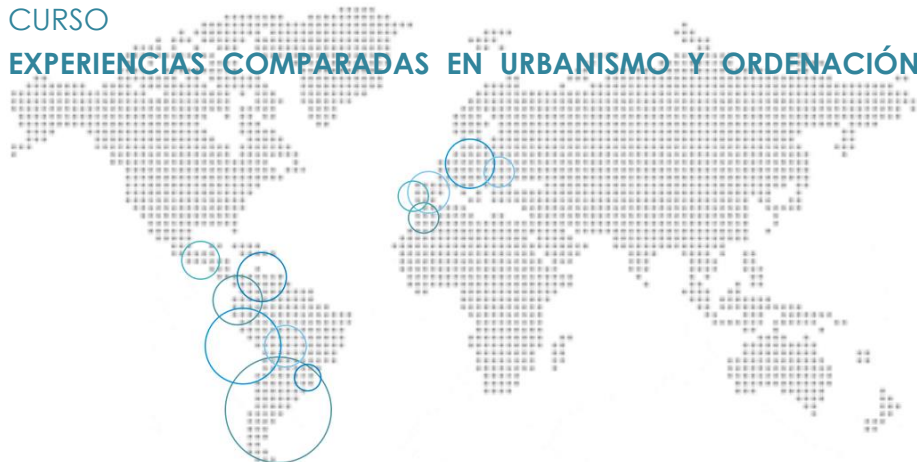 CURSO
EXPERIENCIAS COMPARADAS EN URBANISMO Y ORDENACIÓN